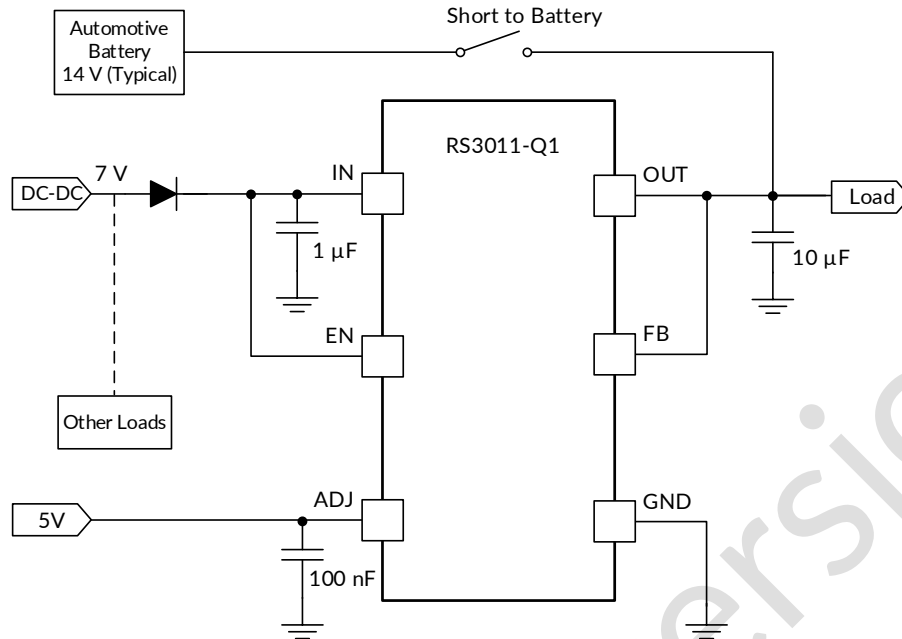 Short to Battery
Automotive
Battery
14 V (Typical)
RS3011-Q1
7 V
IN
OUT
DC-DC
Load
1 µF
10 µF
EN
FB
Other Loads
ADJ
GND
5V
100 nF